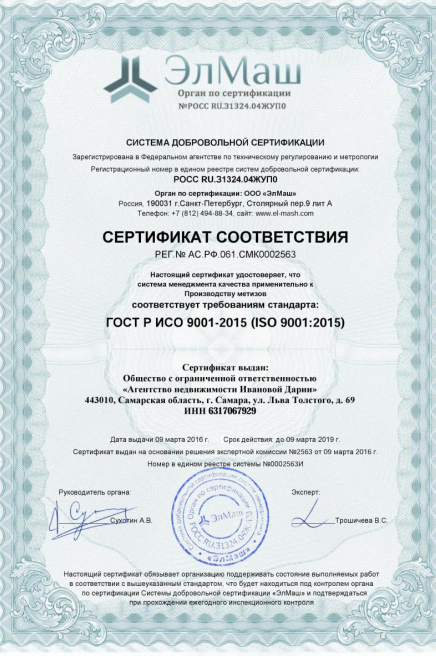 ЭлМаш
Орган по сертификации
№РОСС RU.31324.04ЖУП0
СИСТЕМА ДОБРОВОЛЬНОЙ СЕРТИФИКАЦИИ
Зарегистрирована в Федеральном агентстве по техническому регулированию и метрологии
Регистрационный номер в едином реестре систем добровольной сертификации:
РОСС RU.31324.04ЖУП0
Орган по сертификации: ООО «ЭлМаш»
Россия, 190031 г.Санкт-Петербург, Столярный пер.9 лит А
Телефон: +7 (812) 494-88-34, сайт: www.el-mash.com
СЕРТИФИКАТ СООТВЕТСТВИЯ
РЕГ.№ АС.РФ.061.СМК0002563
Настоящий сертификат удостоверяет, что
система менеджмента качества применительно к
Производству метизов
соответствует требованиям стандарта:
ГОСТ Р ИСО 9001-2015 (ISO 9001:2015)
Сертификат выдан:
Общество с ограниченной ответственностью
«Агентство недвижимости Ивановой Дарии»
443010, Самарская область, г. Самара, ул. Льва Толстого, д. 69
ИНН 6317067929
Дата выдачи 09 марта 2016 г. Срок действия: до 09 марта 2019 г.
Сертификат выдан на основании решения экспертной комиссии №2563 от 09 марта 2016 г.
Номер в едином реестре системы №0002563И
Руководитель органа: Эксперт:
Сухотин А.В. Трошичева В.С.
Орган по сертификации
ЭлМаш
РОСС RU.31324.04ЖУП0
«ЭлМаш»
Настоящий сертификат обязывает организацию поддерживать состояние выполняемых работ
в соответствии с вышеуказанным стандартом, что будет находиться под контролем органа
по сертификации Системы добровольной сертификации «ЭлМаш» и подтверждаться
при прохождении ежегодного инспекционного контроля